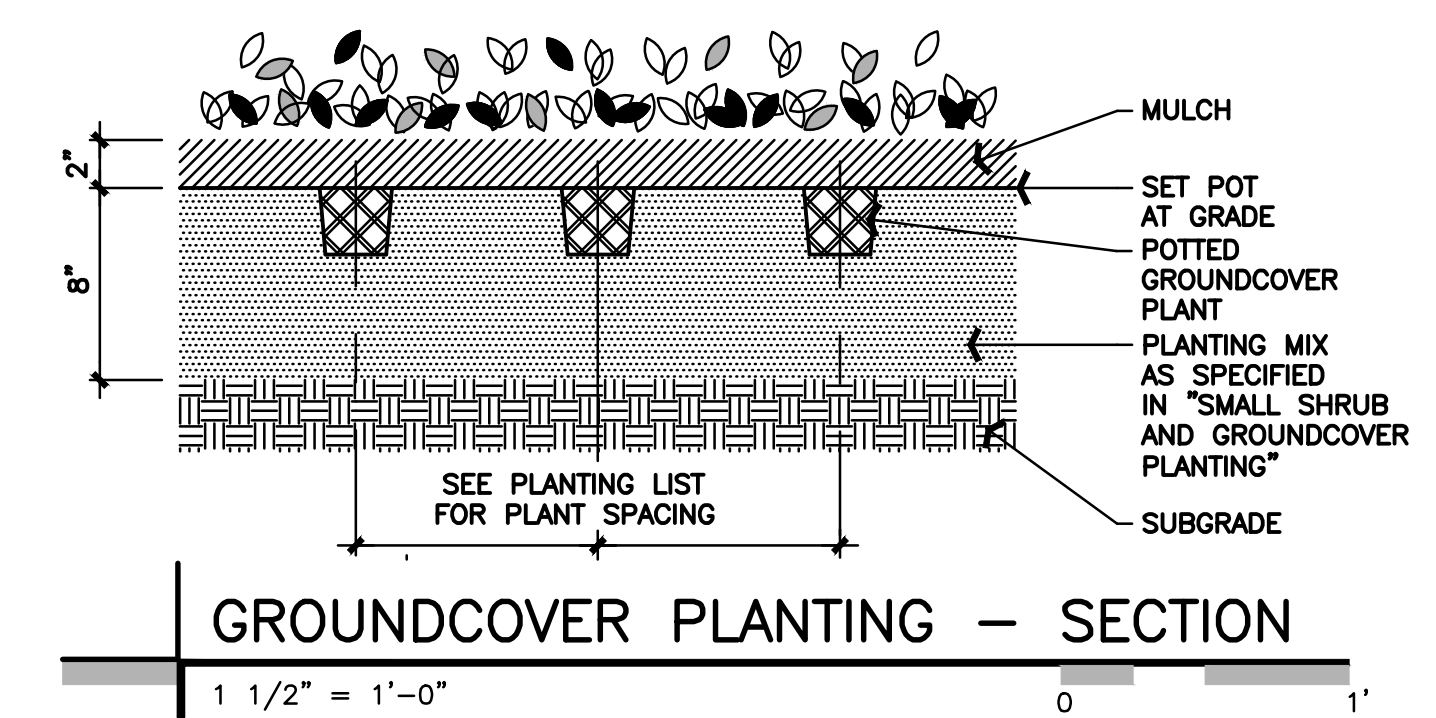 MULCH
2"
SET POT
AT GRADE
POTTED
GROUNDCOVER
PLANT
8"
PLANTING MIX
AS SPECIFIED
IN "SMALL SHRUB
AND GROUNDCOVER
PLANTING"
SUBGRADE
SEE PLANTING LIST
FOR PLANT SPACING
GROUNDCOVER PLANTING - SECTION
1 1/2" = 1'-0"
0 1'